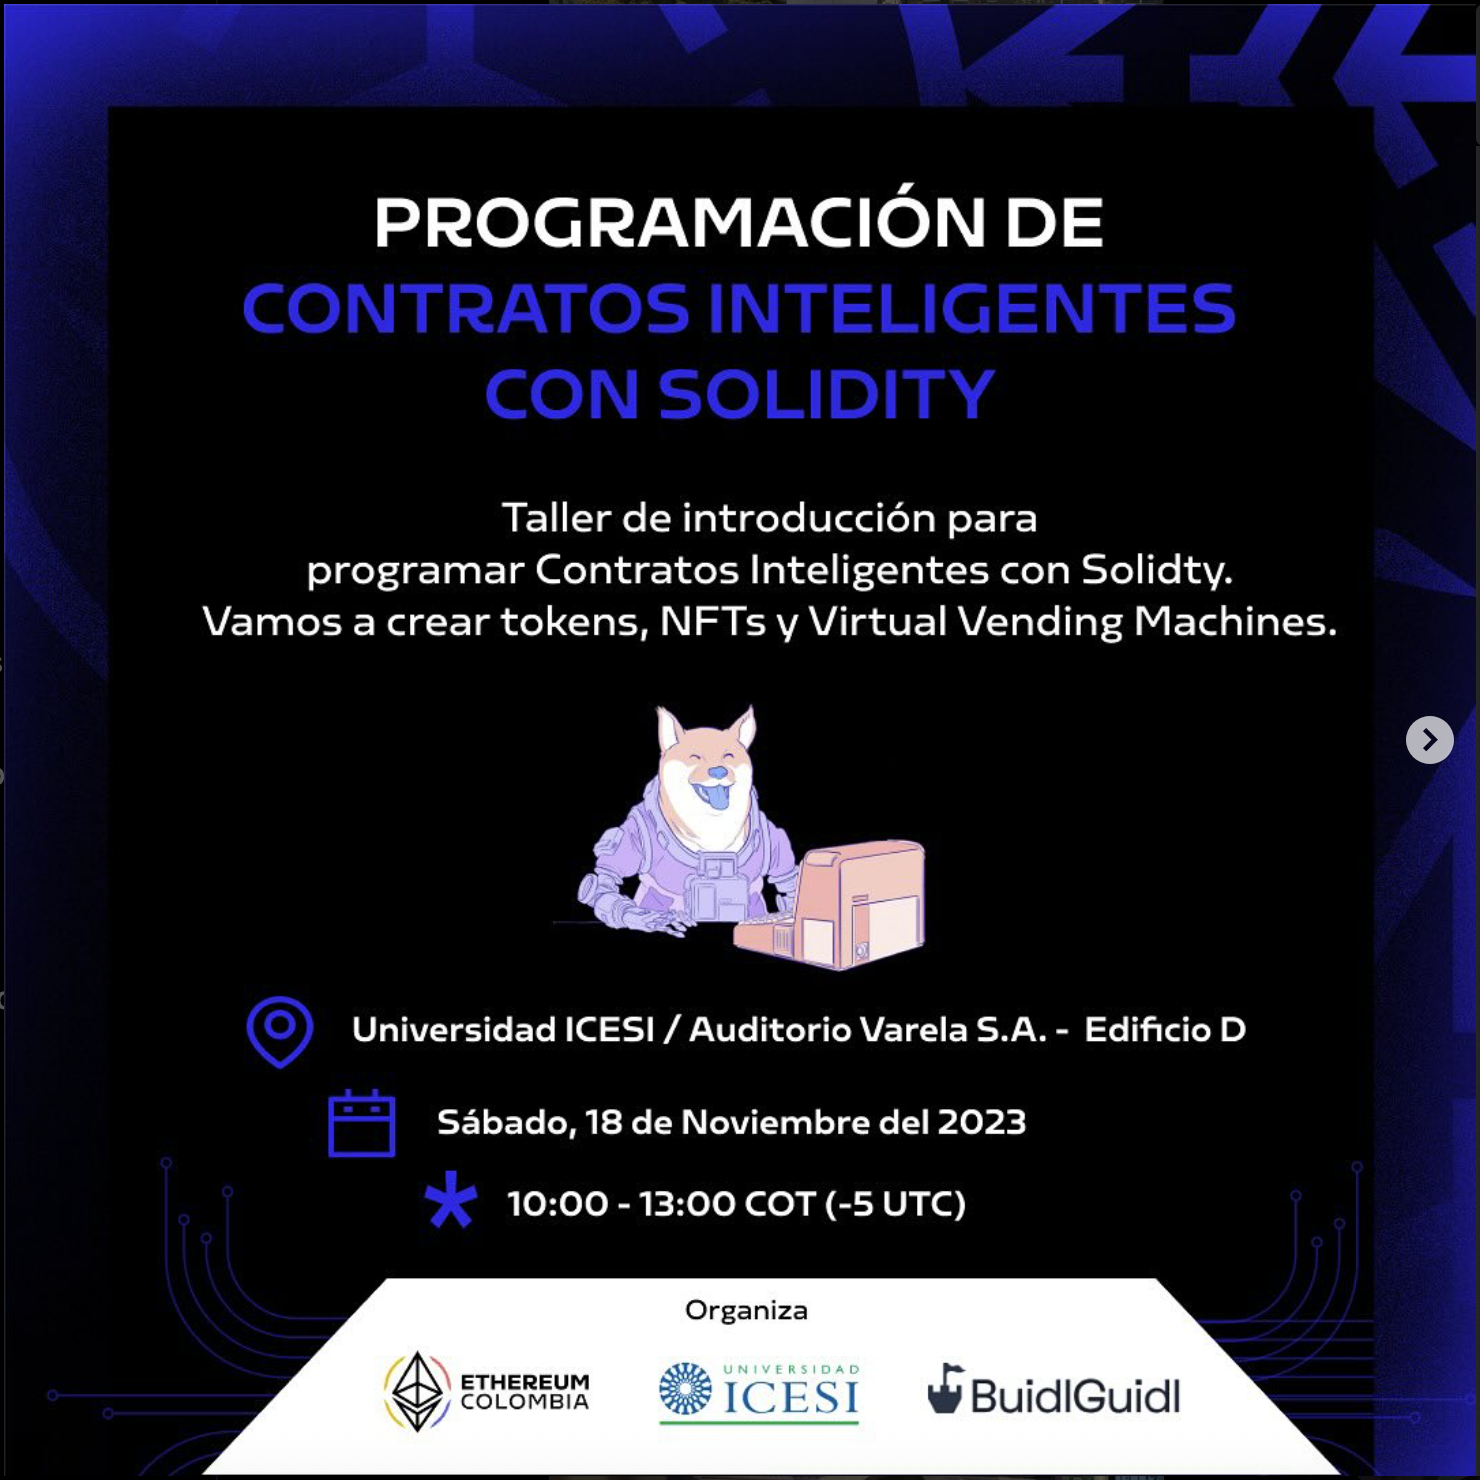 PROGRAMACIÓN DE
CONTRATOS INTELIGENTES
CON SOLIDITY
Taller de introducción para
programar Contratos Inteligentes con Solidty.
Vamos a crear tokens, NFTs y Virtual Vending Machines.
Universidad ICESI / Auditorio Varela S.A. - Edificio D
Sábado, 18 de Noviembre del 2023
10:00 - 13:00 COT (-5 UTC)
Organiza
ETHEREUM
COLOMBIA
UNIVERSIDAD
ICESI
BuidlGuidl